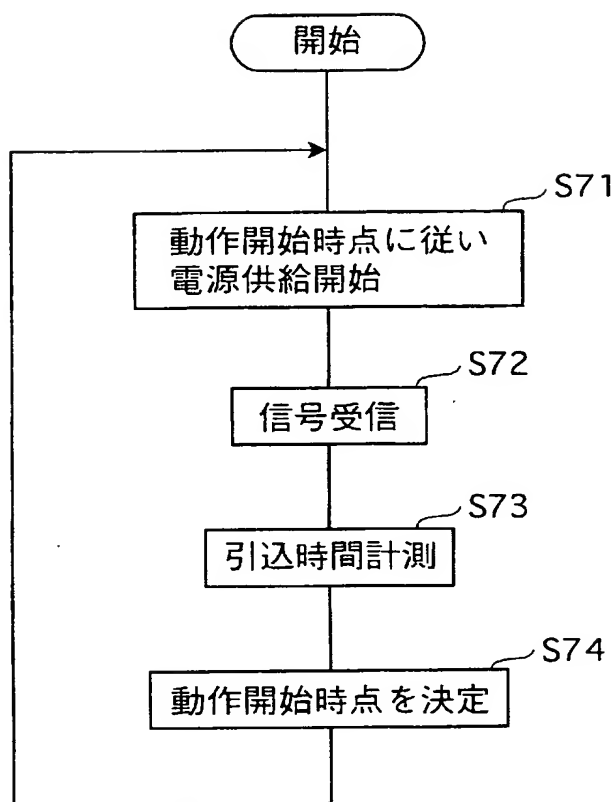 開始
S71
動作開始時点に従い
電源供給開始
S72
信号受信
S73
引込時間計測
S74
動作開始時点を決定